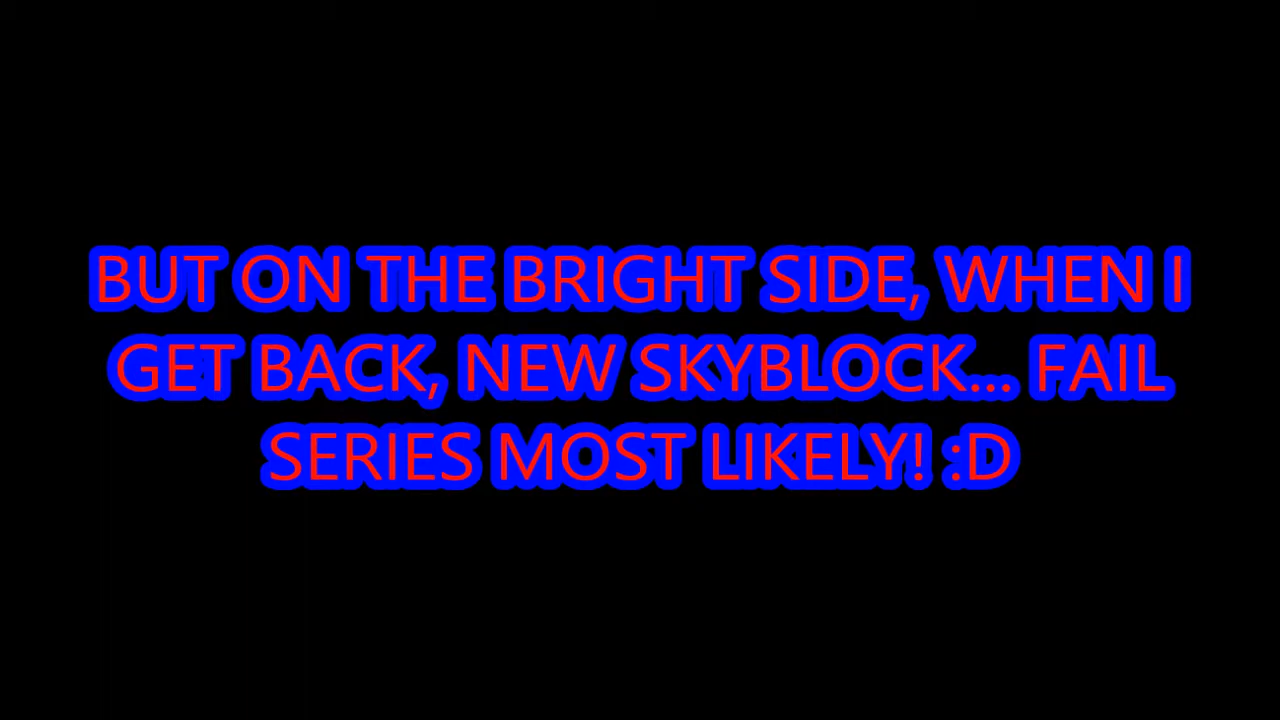 BUT ON THE BRIGHT SIDE, WHEN I
GET BACK, NEW SKYBLOCK... FAIL
SERIES MOST LIKELY! :D